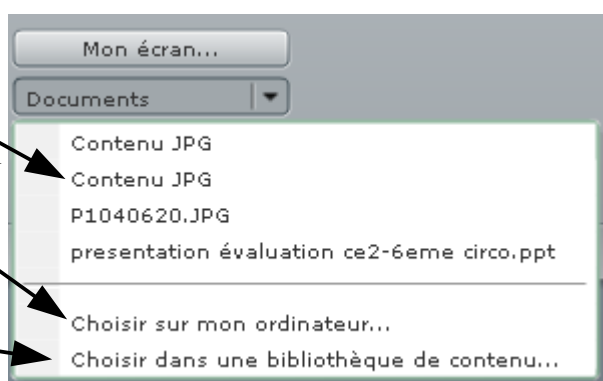 Mon écran...
Documents
Contenu JPG
Contenu JPG
P1040620.JPG
presentation évaluation ce2-6eme circo.ppt
Choisir sur mon ordinateur...
Choisir dans une bibliothèque de contenu...